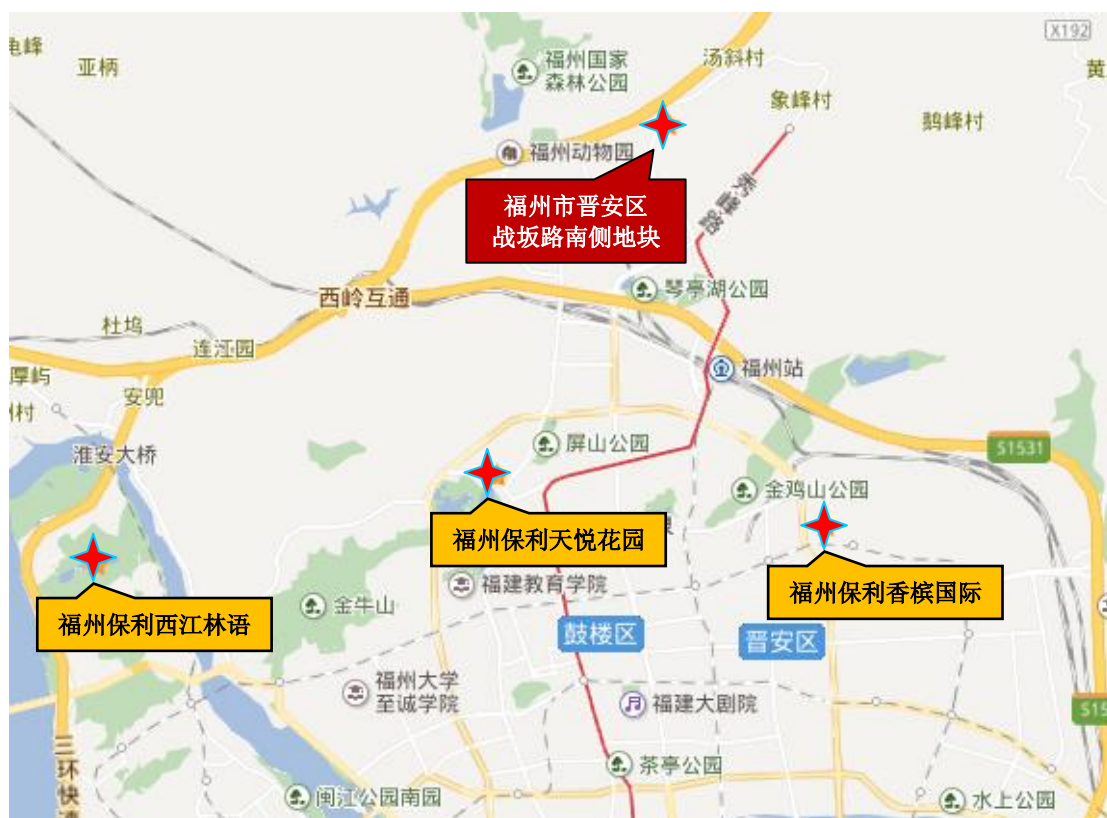 X192
龟峰
亚柄
福州国家
森林公园
汤斜村
黄
象峰村
鹅峰村
福州动物园
秀峰路
福州市晋安区
战坂路南侧地块
琴亭湖公园
西岭互通
杜坞
连江园
福州站
厚屿
安兜
村
淮安大桥
屏山公园
S1531
金鸡山公园
福州保利天悦花园
福建教育学院
福州保利香槟国际
金牛山
福州保利西江林语
鼓楼区
晋安区
福州大学
至诚学院
福建大剧院
S15
三环快速
茶亭公园
闽江公园南园
水上公园